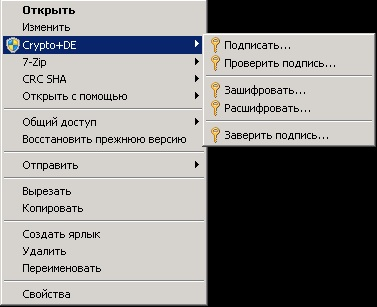 Открыть
Изменить
Crypto+DE
7-Zip
CRC SHA
Открыть с помощью
Общий доступ
Восстановить прежнюю версию
Отправить
Вырезать
Копировать
Создать ярлык
Удалить
Переименовать
Свойства
Подписать...
Проверить подпись...
Зашифровать...
Расшифровать...
Заверить подпись...